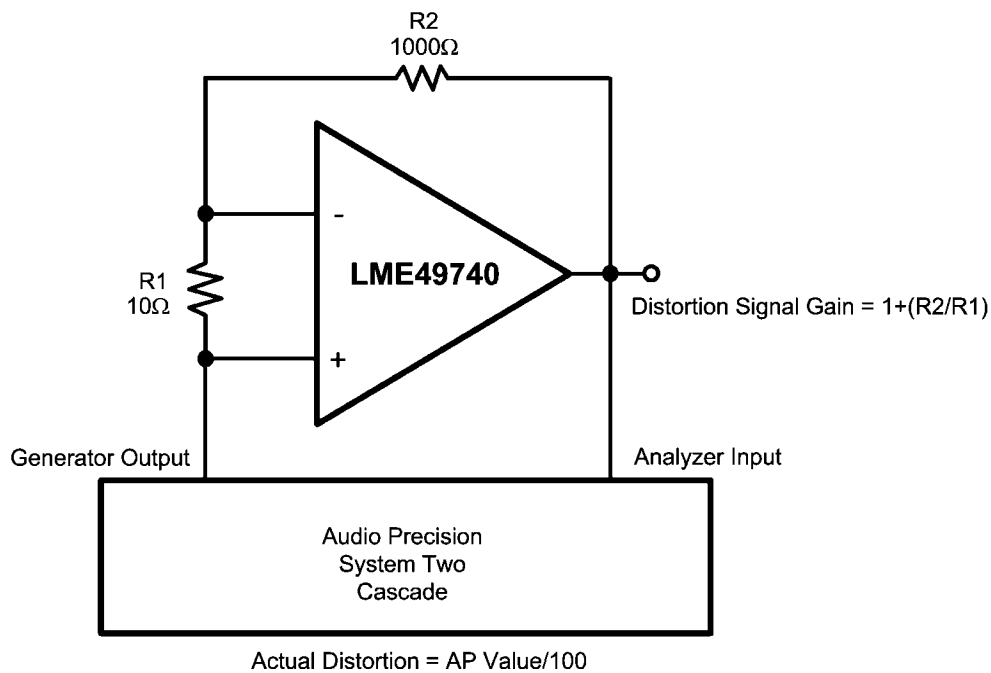 R2
1000Ω
-
R1
10Ω
LME49740
+
Distortion Signal Gain = 1+(R2/R1)
Generator Output
Analyzer Input
Audio Precision
System Two
Cascade
Actual Distortion = AP Value/100